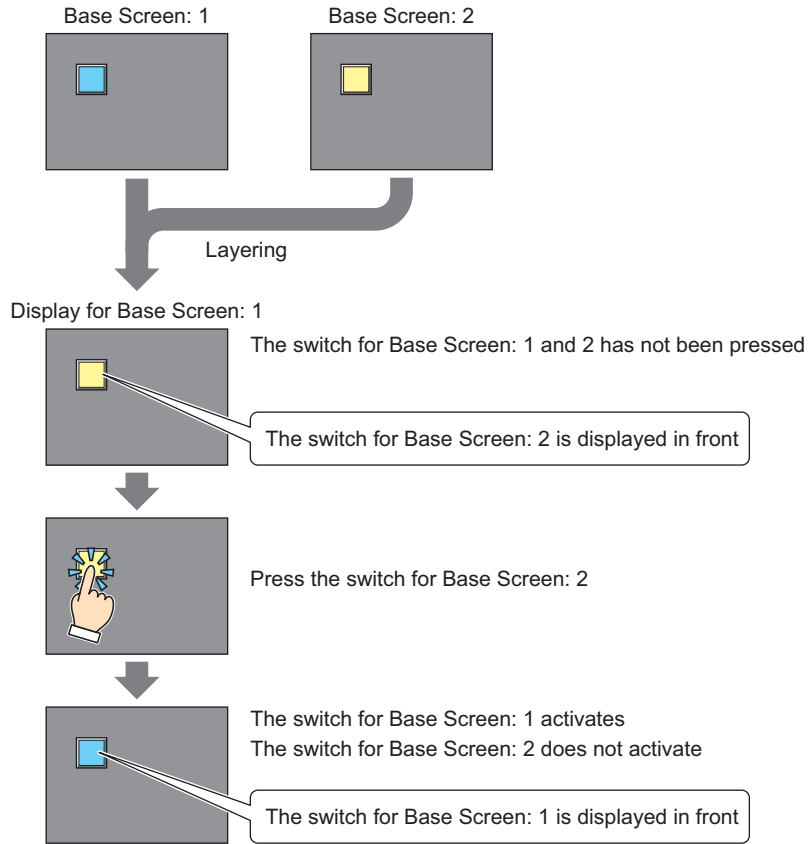 Base Screen: 1
Base Screen: 2
Layering
Display for Base Screen: 1
The switch for Base Screen: 1 and 2 has not been pressed
The switch for Base Screen: 2 is displayed in front
Press the switch for Base Screen: 2
The switch for Base Screen: 1 activates
The switch for Base Screen: 2 does not activate
The switch for Base Screen: 1 is displayed in front